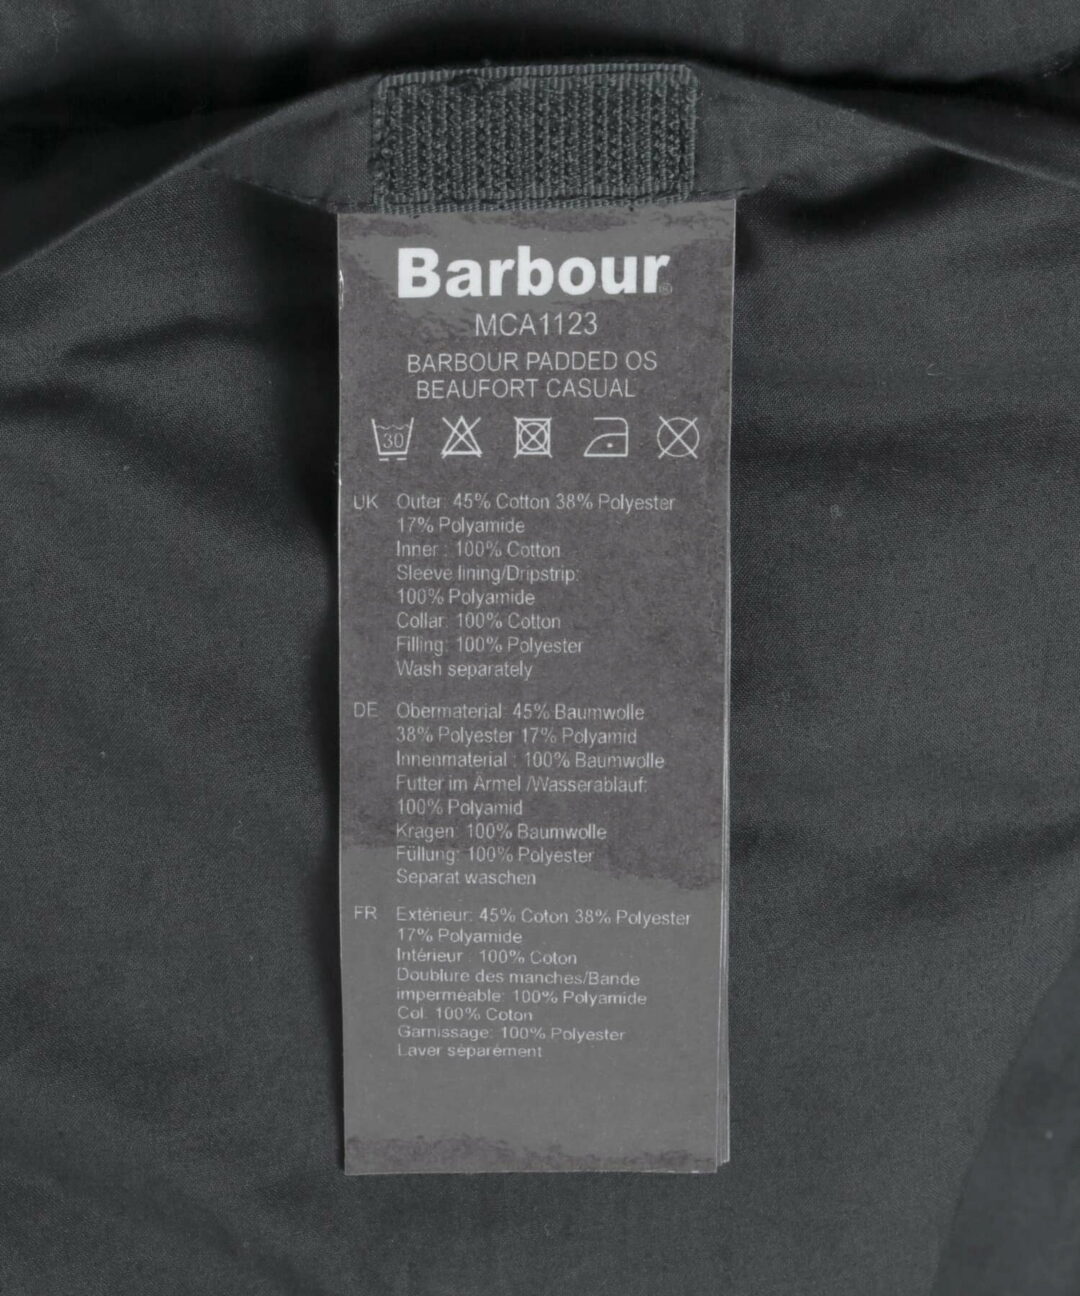 Barbour®
MCA1123
BARBOUR PADDED OS
BEAUFORT CASUAL
30
UK Outer: 45% Cotton 38% Polyester
17% Polyamide
Inner : 100% Cotton
Sleeve lining/Dripstrip:
100% Polyamide
Collar: 100% Cotton
Filling: 100% Polyester
Wash separately
DE Obermaterial: 45% Baumwolle
38% Polyester 17% Polyamid
Innenmaterial : 100% Baumwolle
Futter im Ärmel /Wasserablauf:
100% Polyamid
Kragen: 100% Baumwolle
Füllung: 100% Polyester
Separat waschen
FR Extérieur: 45% Coton 38% Polyester
17% Polyamide
Intérieur : 100% Coton
Doublure des manches/Bande
imperméable: 100% Polyamide
Col: 100% Coton
Garnissage: 100% Polyester
Laver séparément